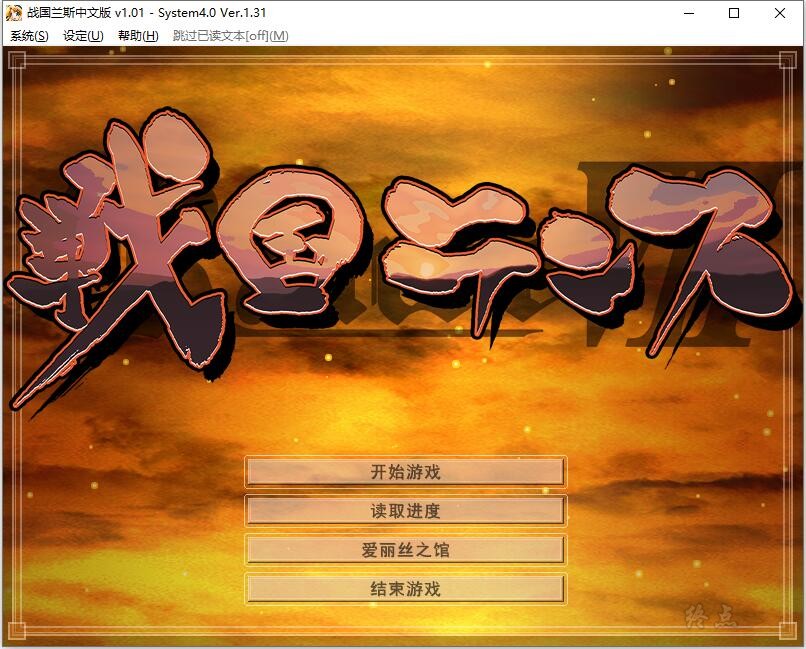 战国兰斯中文版 v1.01 - System4.0 Ver.1.31
系统(S) 设定(U) 帮助(H) 跳过已读文本[off](M)
戦国ランス
开始游戏
读取进度
爱丽丝之馆
结束游戏
终点